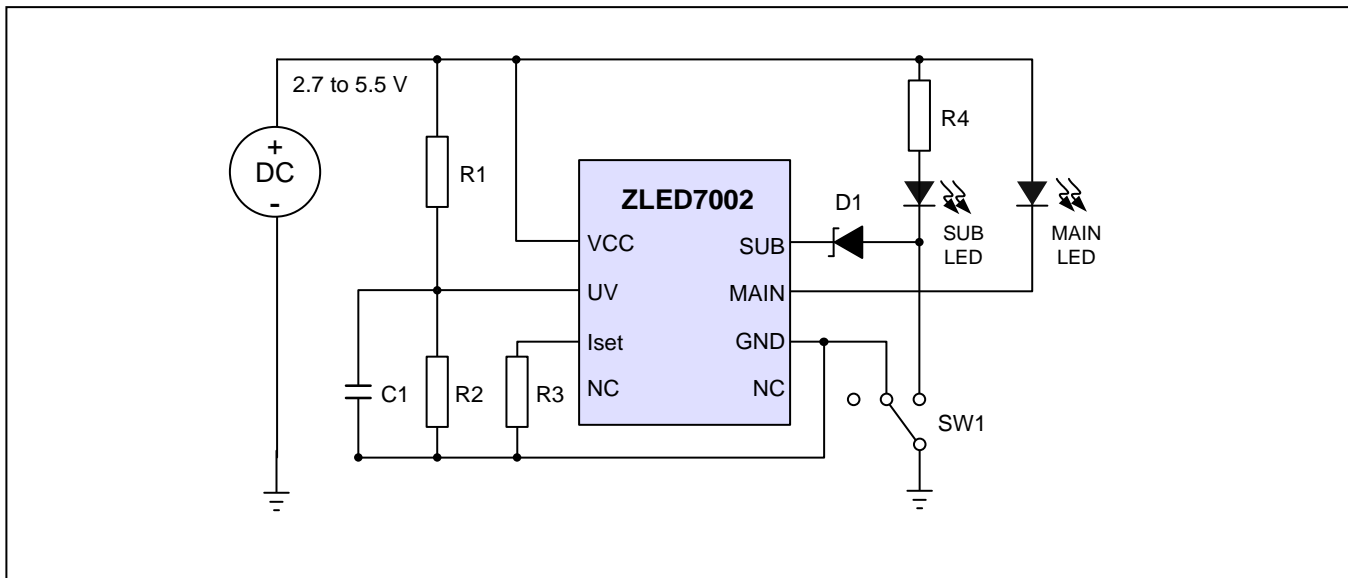 2.7 to 5.5 V
R4
+
DC
-
R1
ZLED7002
D1
VCC
SUB
SUB
LED
MAIN
LED
UV
MAIN
Iset
GND
C1
R2
R3
NC
NC
SW1